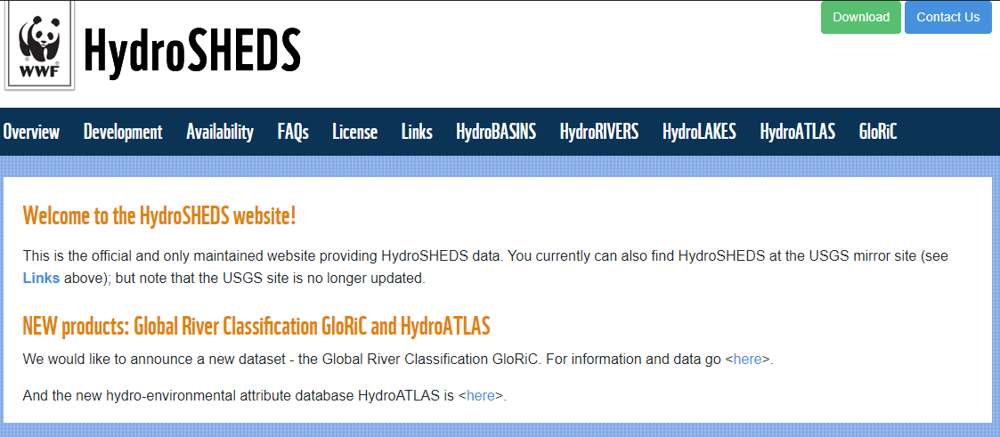 WWF
HydroSHEDS
Download
Contact Us
Overview Development Availability FAQs License Links HydroBASINS HydroRIVERS HydroLAKES HydroATLAS GloRiC
Welcome to the HydroSHEDS website!
This is the official and only maintained website providing HydroSHEDS data. You currently can also find HydroSHEDS at the USGS mirror site (see
Links above); but note that the USGS site is no longer updated.
NEW products: Global River Classification GloRiC and HydroATLAS
We would like to announce a new dataset - the Global River Classification GloRiC. For information and data go <here>.
And the new hydro-environmental attribute database HydroATLAS is <here>.